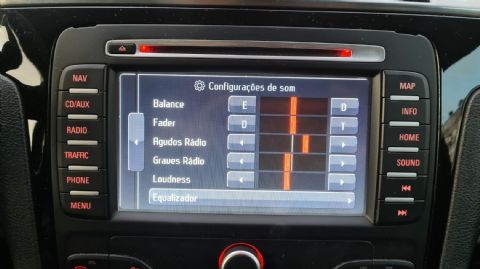 NAV
CD/AUX
RADIO
TRAFFIC
PHONE
MENU
Configurações de som
Balance E D
Fader D T
Agudos Rádio
Graves Rádio
Loudness
Equalizador
MAP
INFO
HOME
SOUND